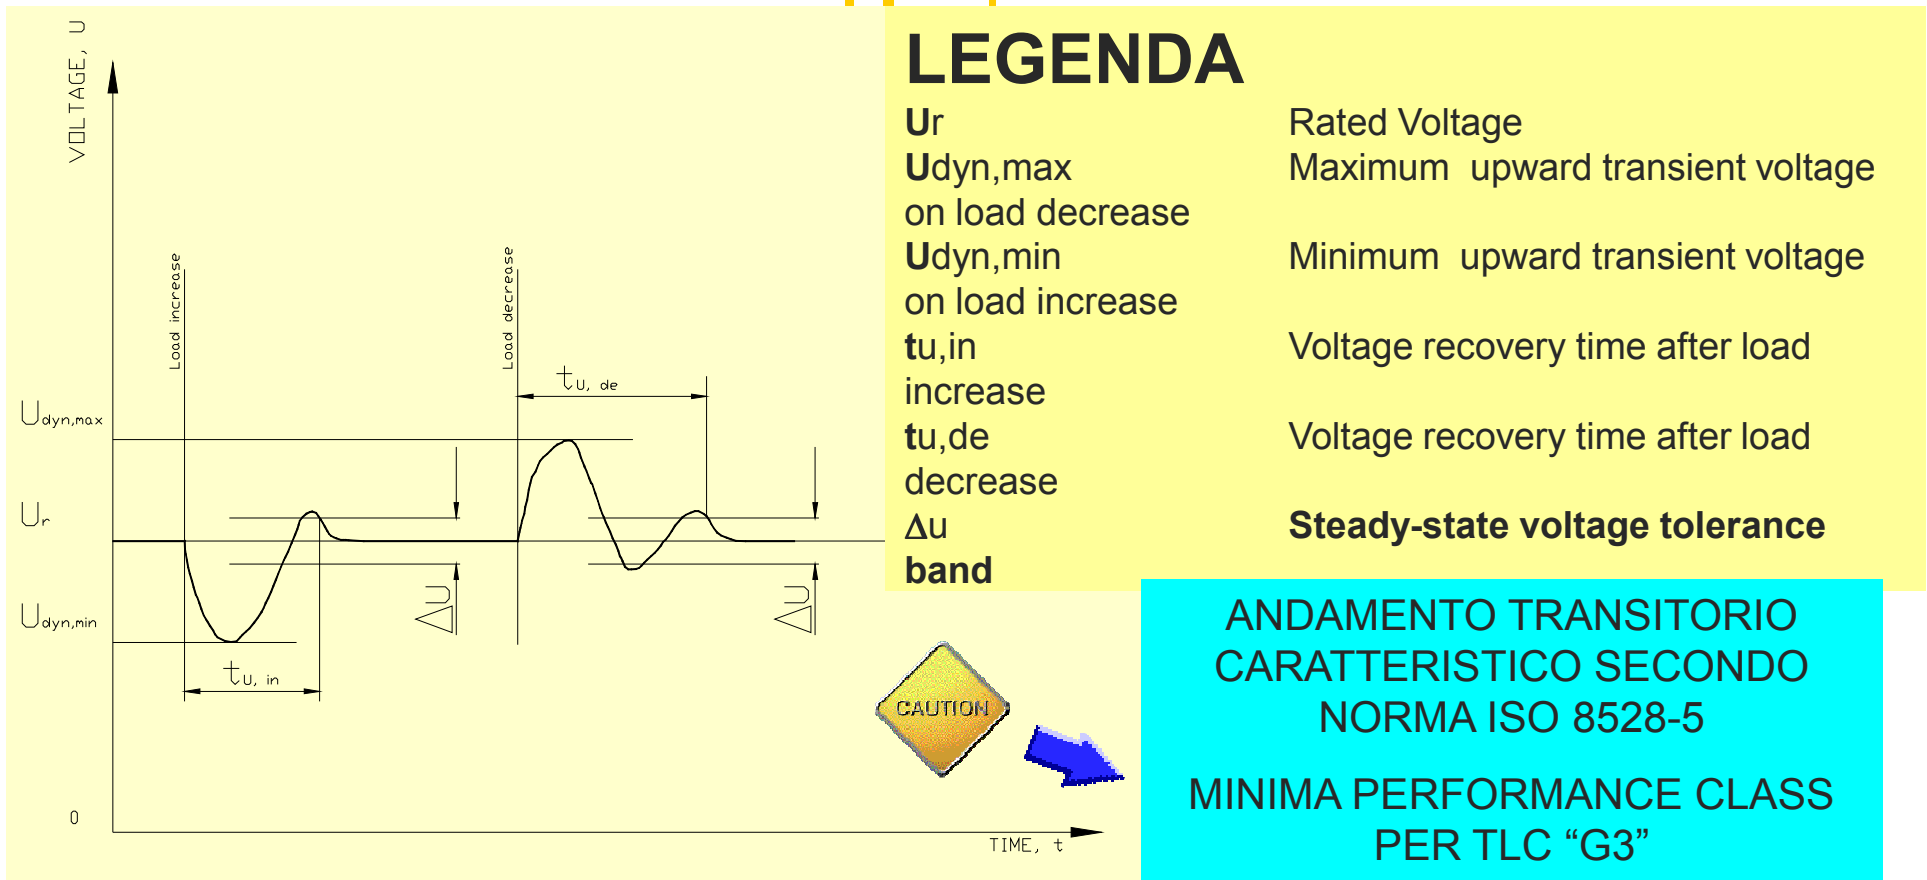 VOLTAGE, U
Load increase
Load decrease
tU, de
Udyn,max
Ur
Udyn,min
ΔU
ΔU
tU, in
0
TIME, t
LEGENDA
Ur Rated Voltage
Udyn,max Maximum upward transient voltage
on load decrease
Udyn,min Minimum upward transient voltage
on load increase
tu,in Voltage recovery time after load
increase
tu,de Voltage recovery time after load
decrease
Δu Steady-state voltage tolerance
band
CAUTION
ANDAMENTO TRANSITORIO
CARATTERISTICO SECONDO
NORMA ISO 8528-5
MINIMA PERFORMANCE CLASS
PER TLC “G3”